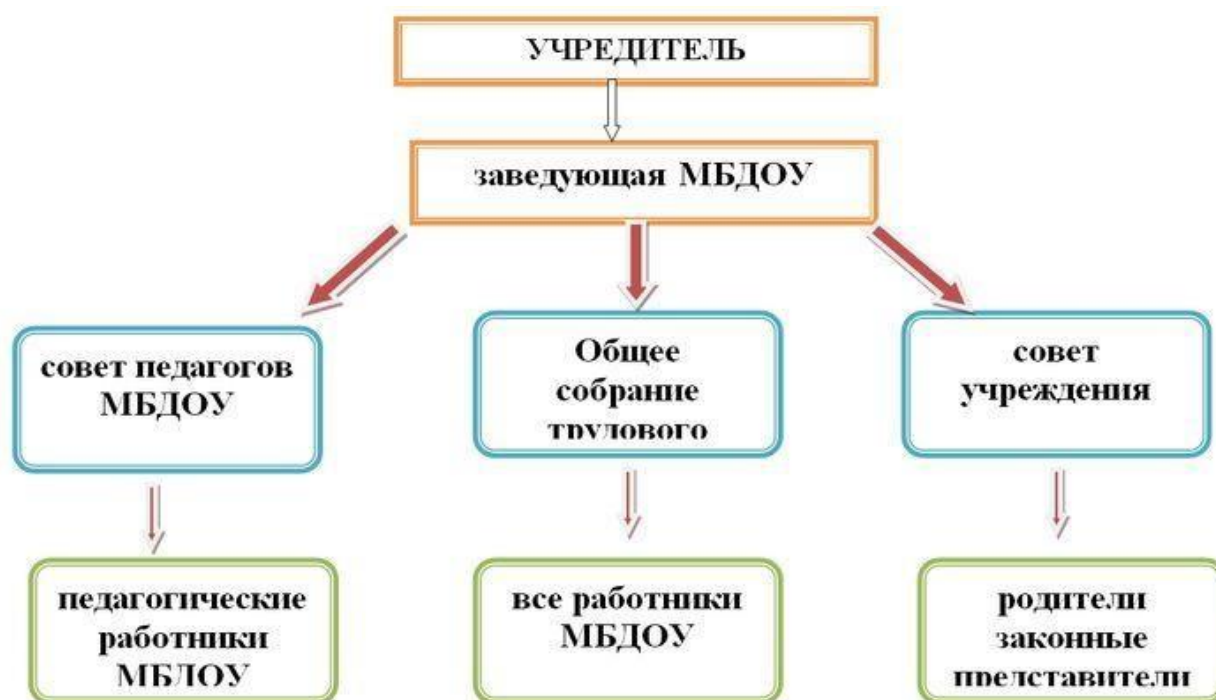 УЧРЕДИТЕЛЬ
заведующая МБДОУ
совет педагогов
МБДОУ
Общее
собрание
трудового
совет
учреждения
педагогические
работники
МБДОУ
все работники
МБДОУ
родители
законные
представители